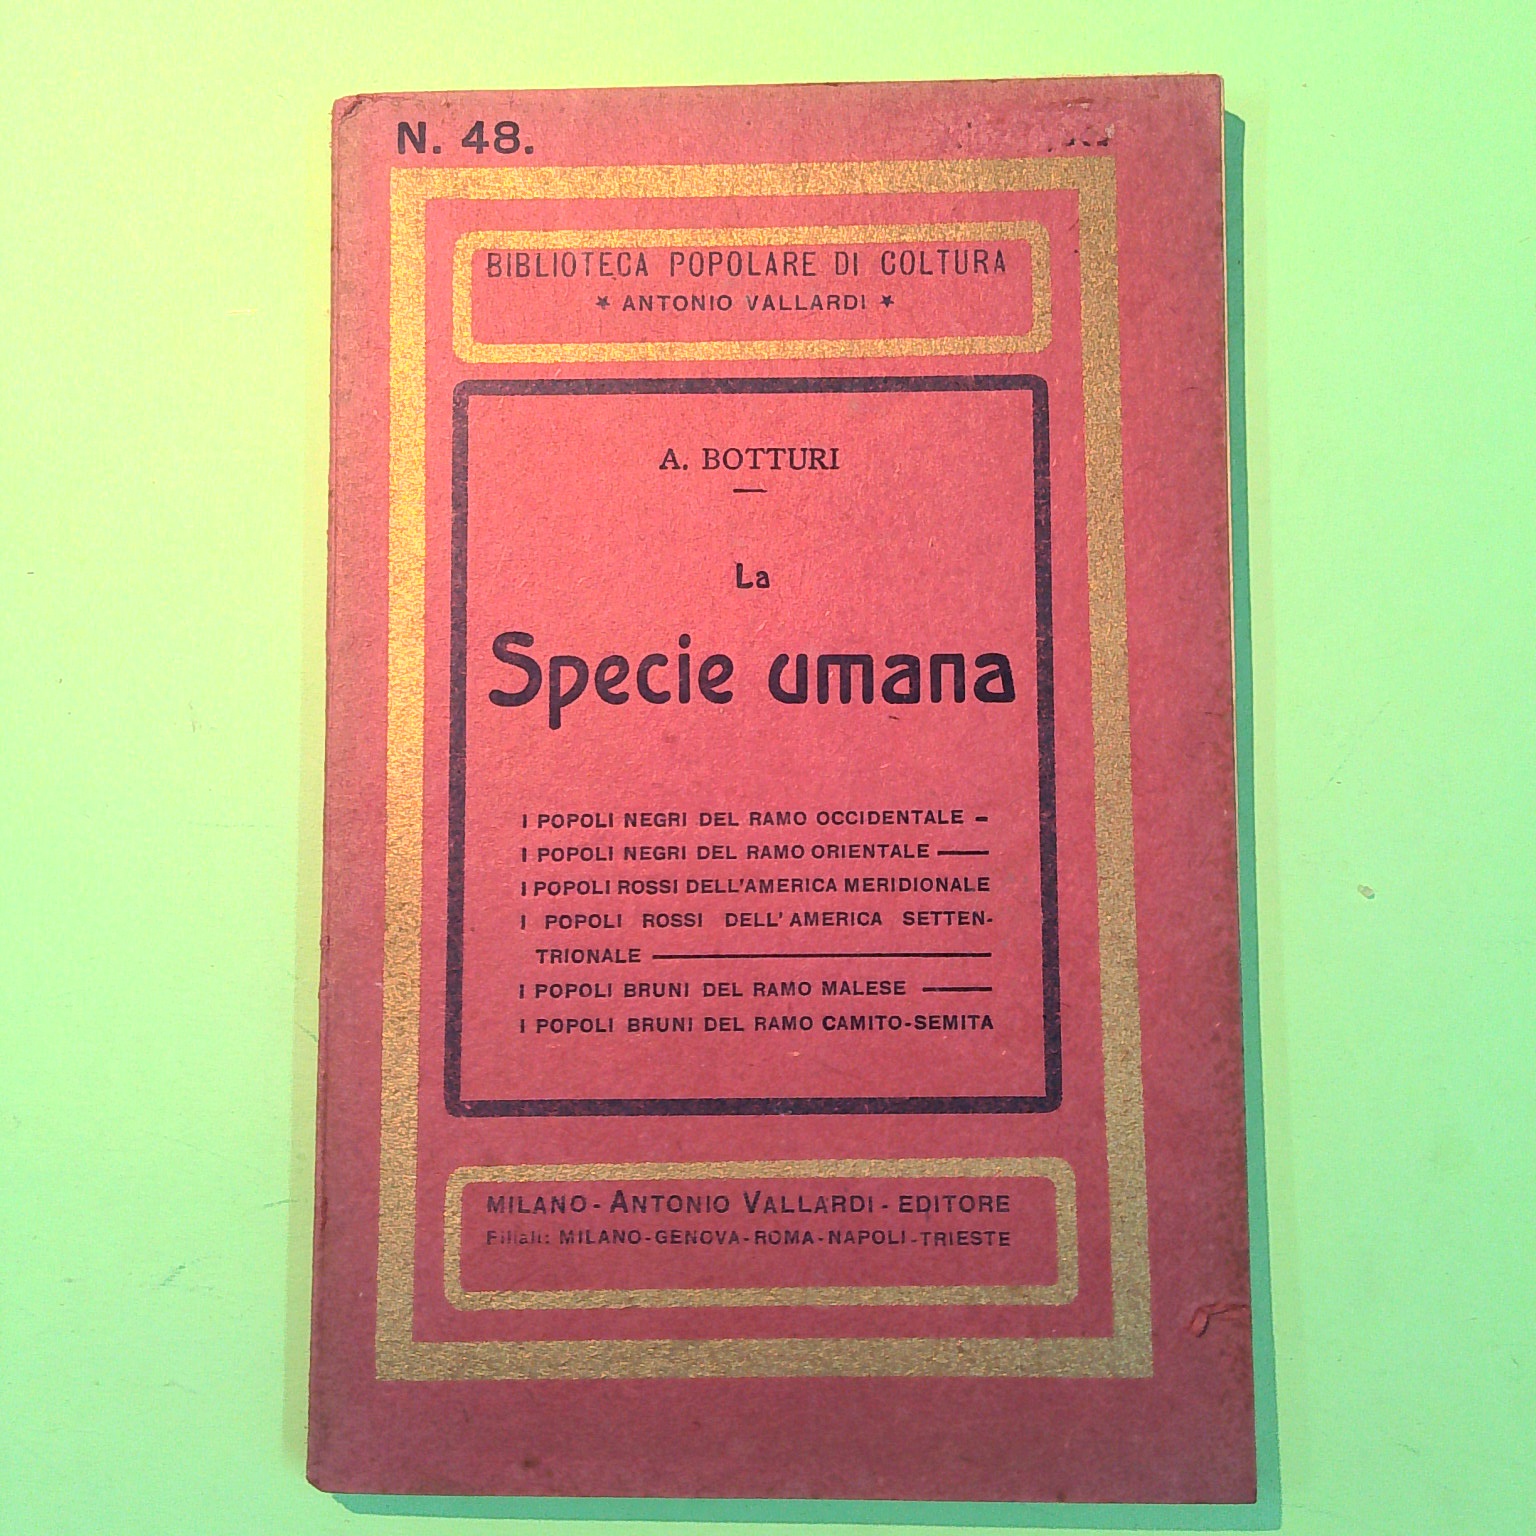 N. 48.
BIBLIOTECA POPOLARE DI COLTURA
★ ANTONIO VALLARDI ★
A. BOTTURI
La
Specie umana
I POPOLI NEGRI DEL RAMO OCCIDENTALE -
I POPOLI NEGRI DEL RAMO ORIENTALE —
I POPOLI ROSSI DELL'AMERICA MERIDIONALE
I POPOLI ROSSI DELL'AMERICA SETTEN-
TRIONALE —
I POPOLI BRUNI DEL RAMO MALESE —
I POPOLI BRUNI DEL RAMO CAMITO-SEMITA
MILANO - ANTONIO VALLARDI - EDITORE
Filiali: MILANO-GENOVA-ROMA-NAPOLI-TRIESTE